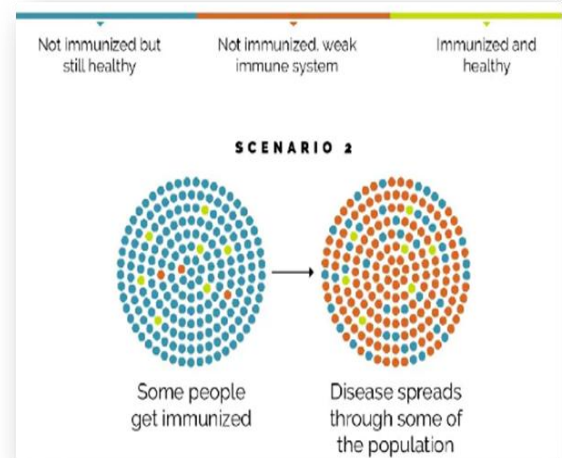 Not immunized but
still healthy
Not immunized, weak
immune system
Immunized and
healthy
SCENARIO 2
Some people
get immunized
Disease spreads
through some of
the population